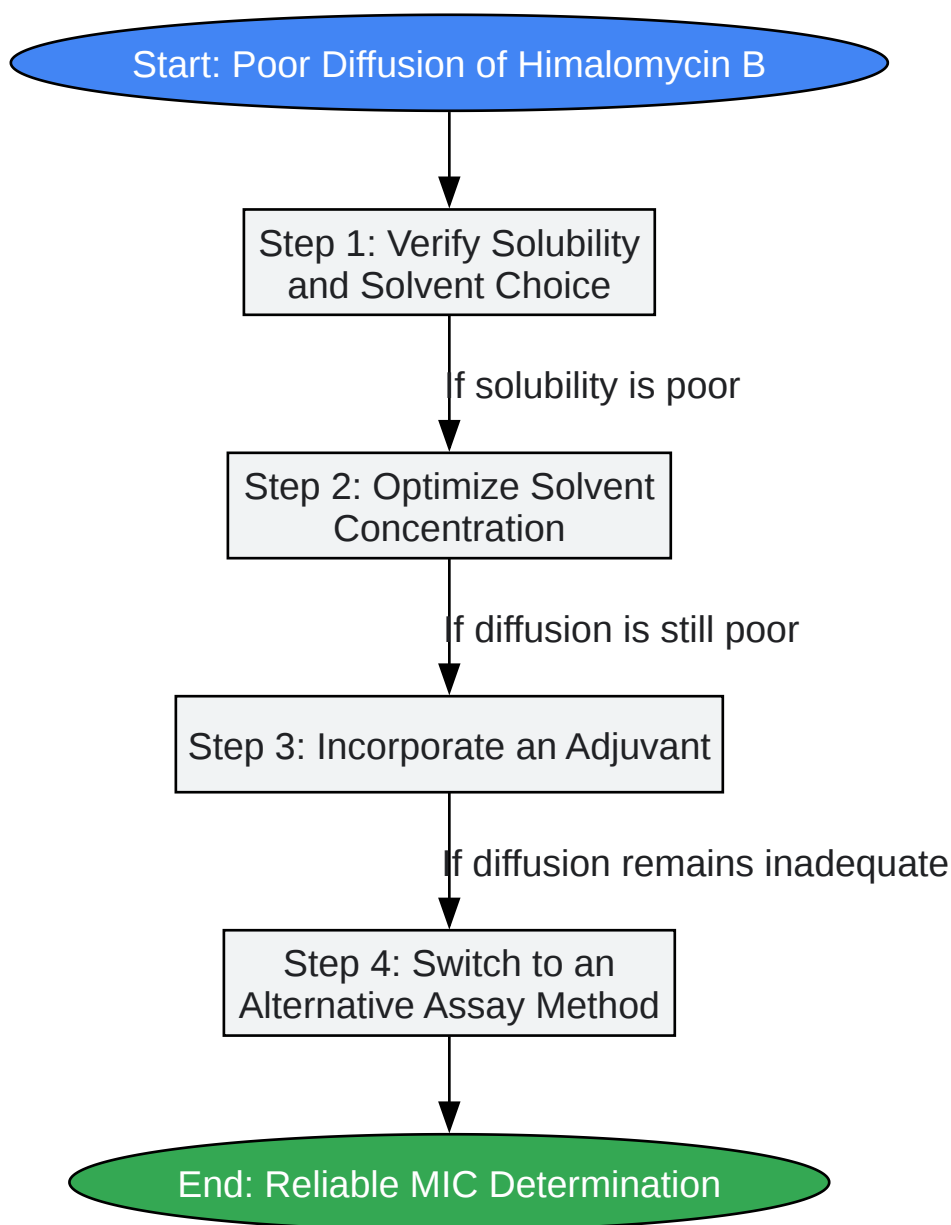 Start: Poor Diffusion of Himalomycin B
Step 1: Verify Solubility
and Solvent Choice
If solubility is poor
Step 2: Optimize Solvent
Concentration
If diffusion is still poor
Step 3: Incorporate an Adjuvant
If diffusion remains inadequate
Step 4: Switch to an
Alternative Assay Method
End: Reliable MIC Determination